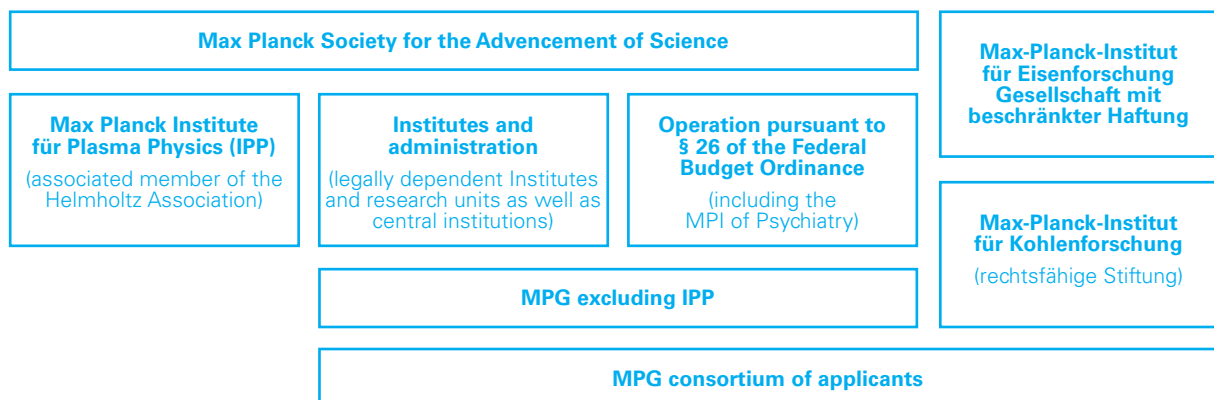 Max Planck Society for the Advencement of Science
Max Planck Institute
für Plasma Physics (IPP)
(associated member of the
Helmholtz Association)
Institutes and
administration
(legally dependent Institutes
and research units as well as
central institutions)
Operation pursuant to
§ 26 of the Federal
Budget Ordinance
(including the
MPI of Psychiatry)
Max-Planck-Institut
für Eisenforschung
Gesellschaft mit
beschränkter Haftung
Max-Planck-Institut
für Kohlenforschung
(rechtsfähige Stiftung)
MPG excluding IPP
MPG consortium of applicants